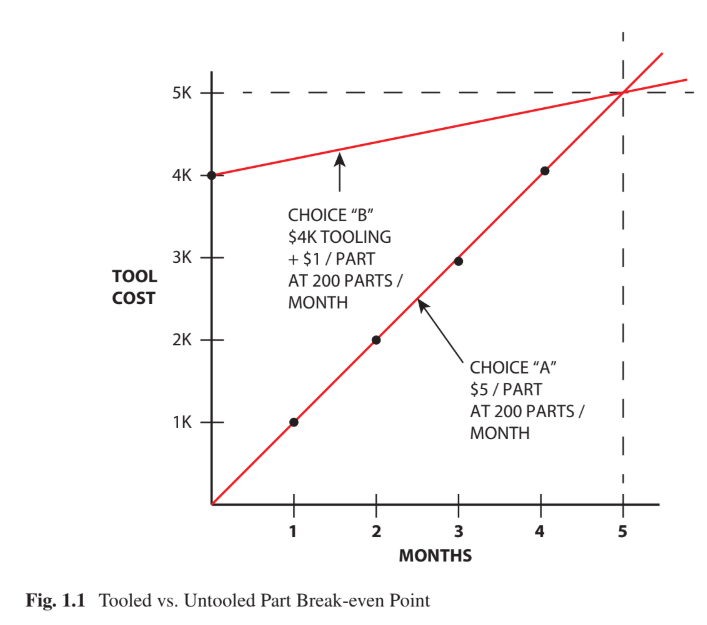 5K
4K
CHOICE “B”
$4K TOOLING
+ $1 / PART
AT 200 PARTS /
MONTH
3K
TOOL
COST
2K
CHOICE “A”
$5 / PART
AT 200 PARTS /
MONTH
1K
1 2 3 4 5
MONTHS
Fig. 1.1 Tooled vs. Untooled Part Break-even Point